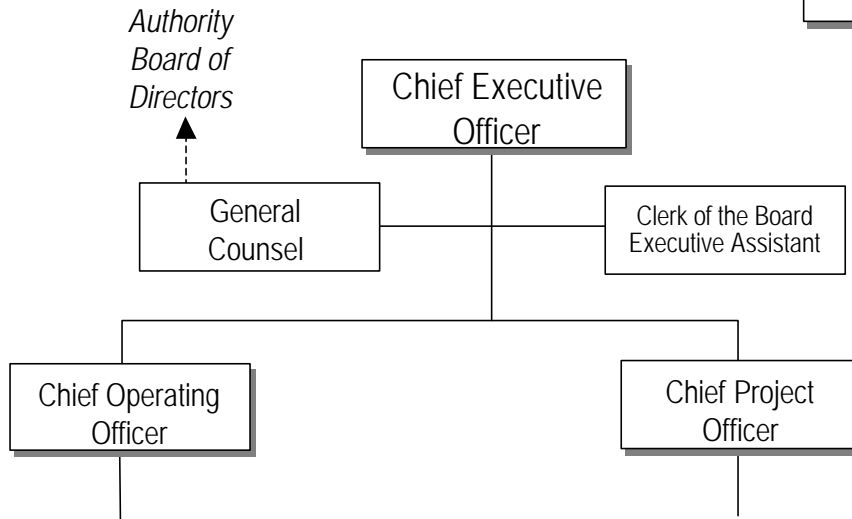 Authority
Board of
Directors
Chief Executive
Officer
General
Counsel
Clerk of the Board
Executive Assistant
Chief Operating
Officer
Chief Project
Officer